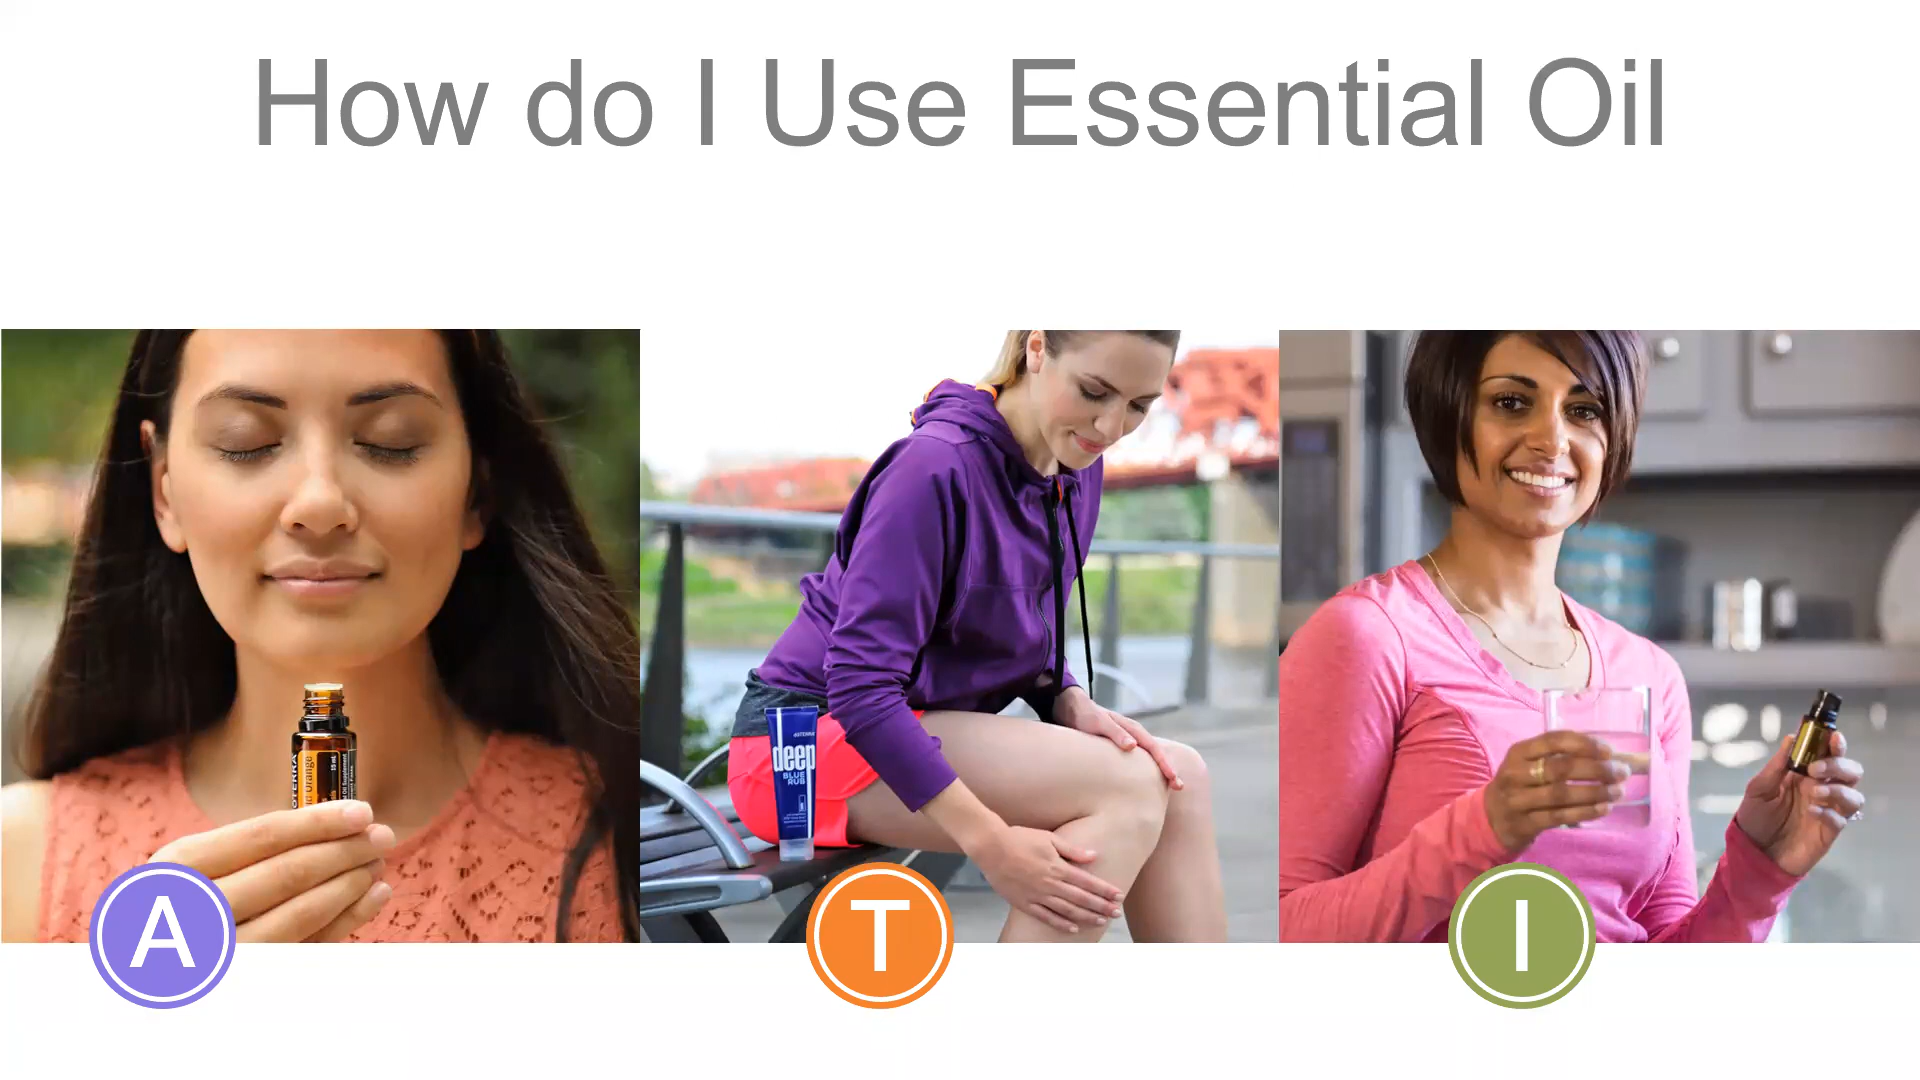 How do I Use Essential Oil
deep
BLUE
RUB
A
T
I